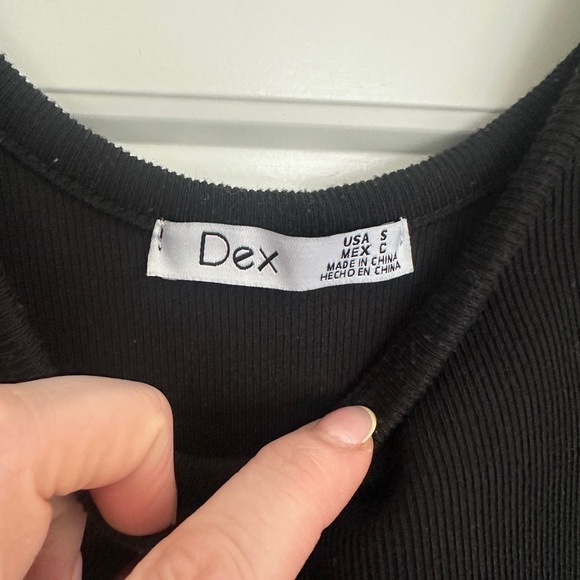 Dex
USA S
MEX C
MADE IN CHINA
HECHO EN CHINA